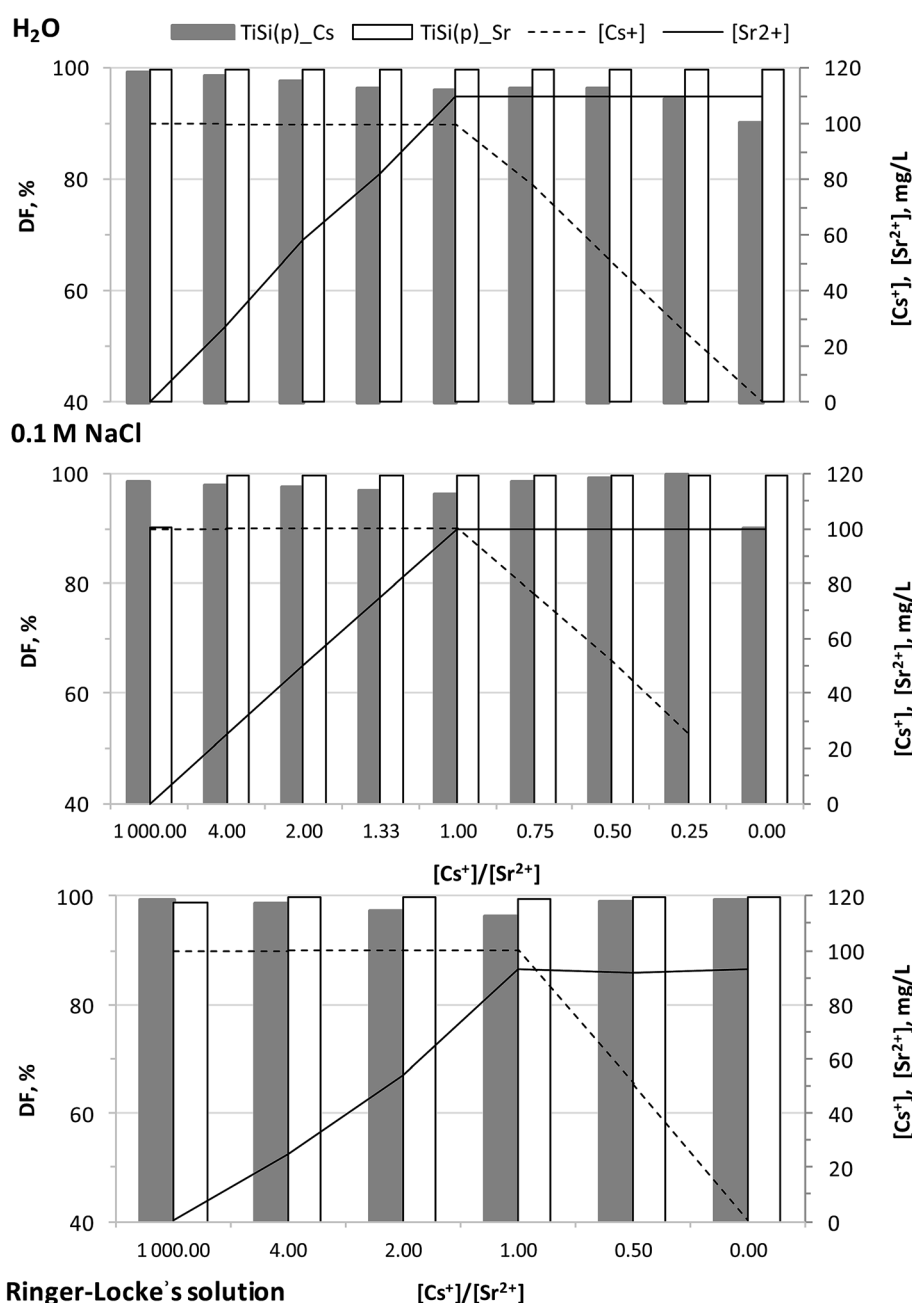 H₂O
TiSi(p)_Cs TiSi(p)_Sr [Cs+] [Sr2+]
100 120
100
80 80
DF, % [Cs⁺], [Sr²⁺], mg/L
60
60 40
20
40 0
0.1 M NaCl
100 120
100
80 80
DF, % [Cs⁺], [Sr²⁺], mg/L
60
60 40
20
40 0
1 000.00 4.00 2.00 1.33 1.00 0.75 0.50 0.25 0.00
[Cs⁺]/[Sr²⁺]
100 120
100
80 80
DF, % [Cs⁺], [Sr²⁺], mg/L
60
60 40
20
40 0
1 000.00 4.00 2.00 1.00 0.50 0.00
Ringer-Locke's solution [Cs⁺]/[Sr²⁺]